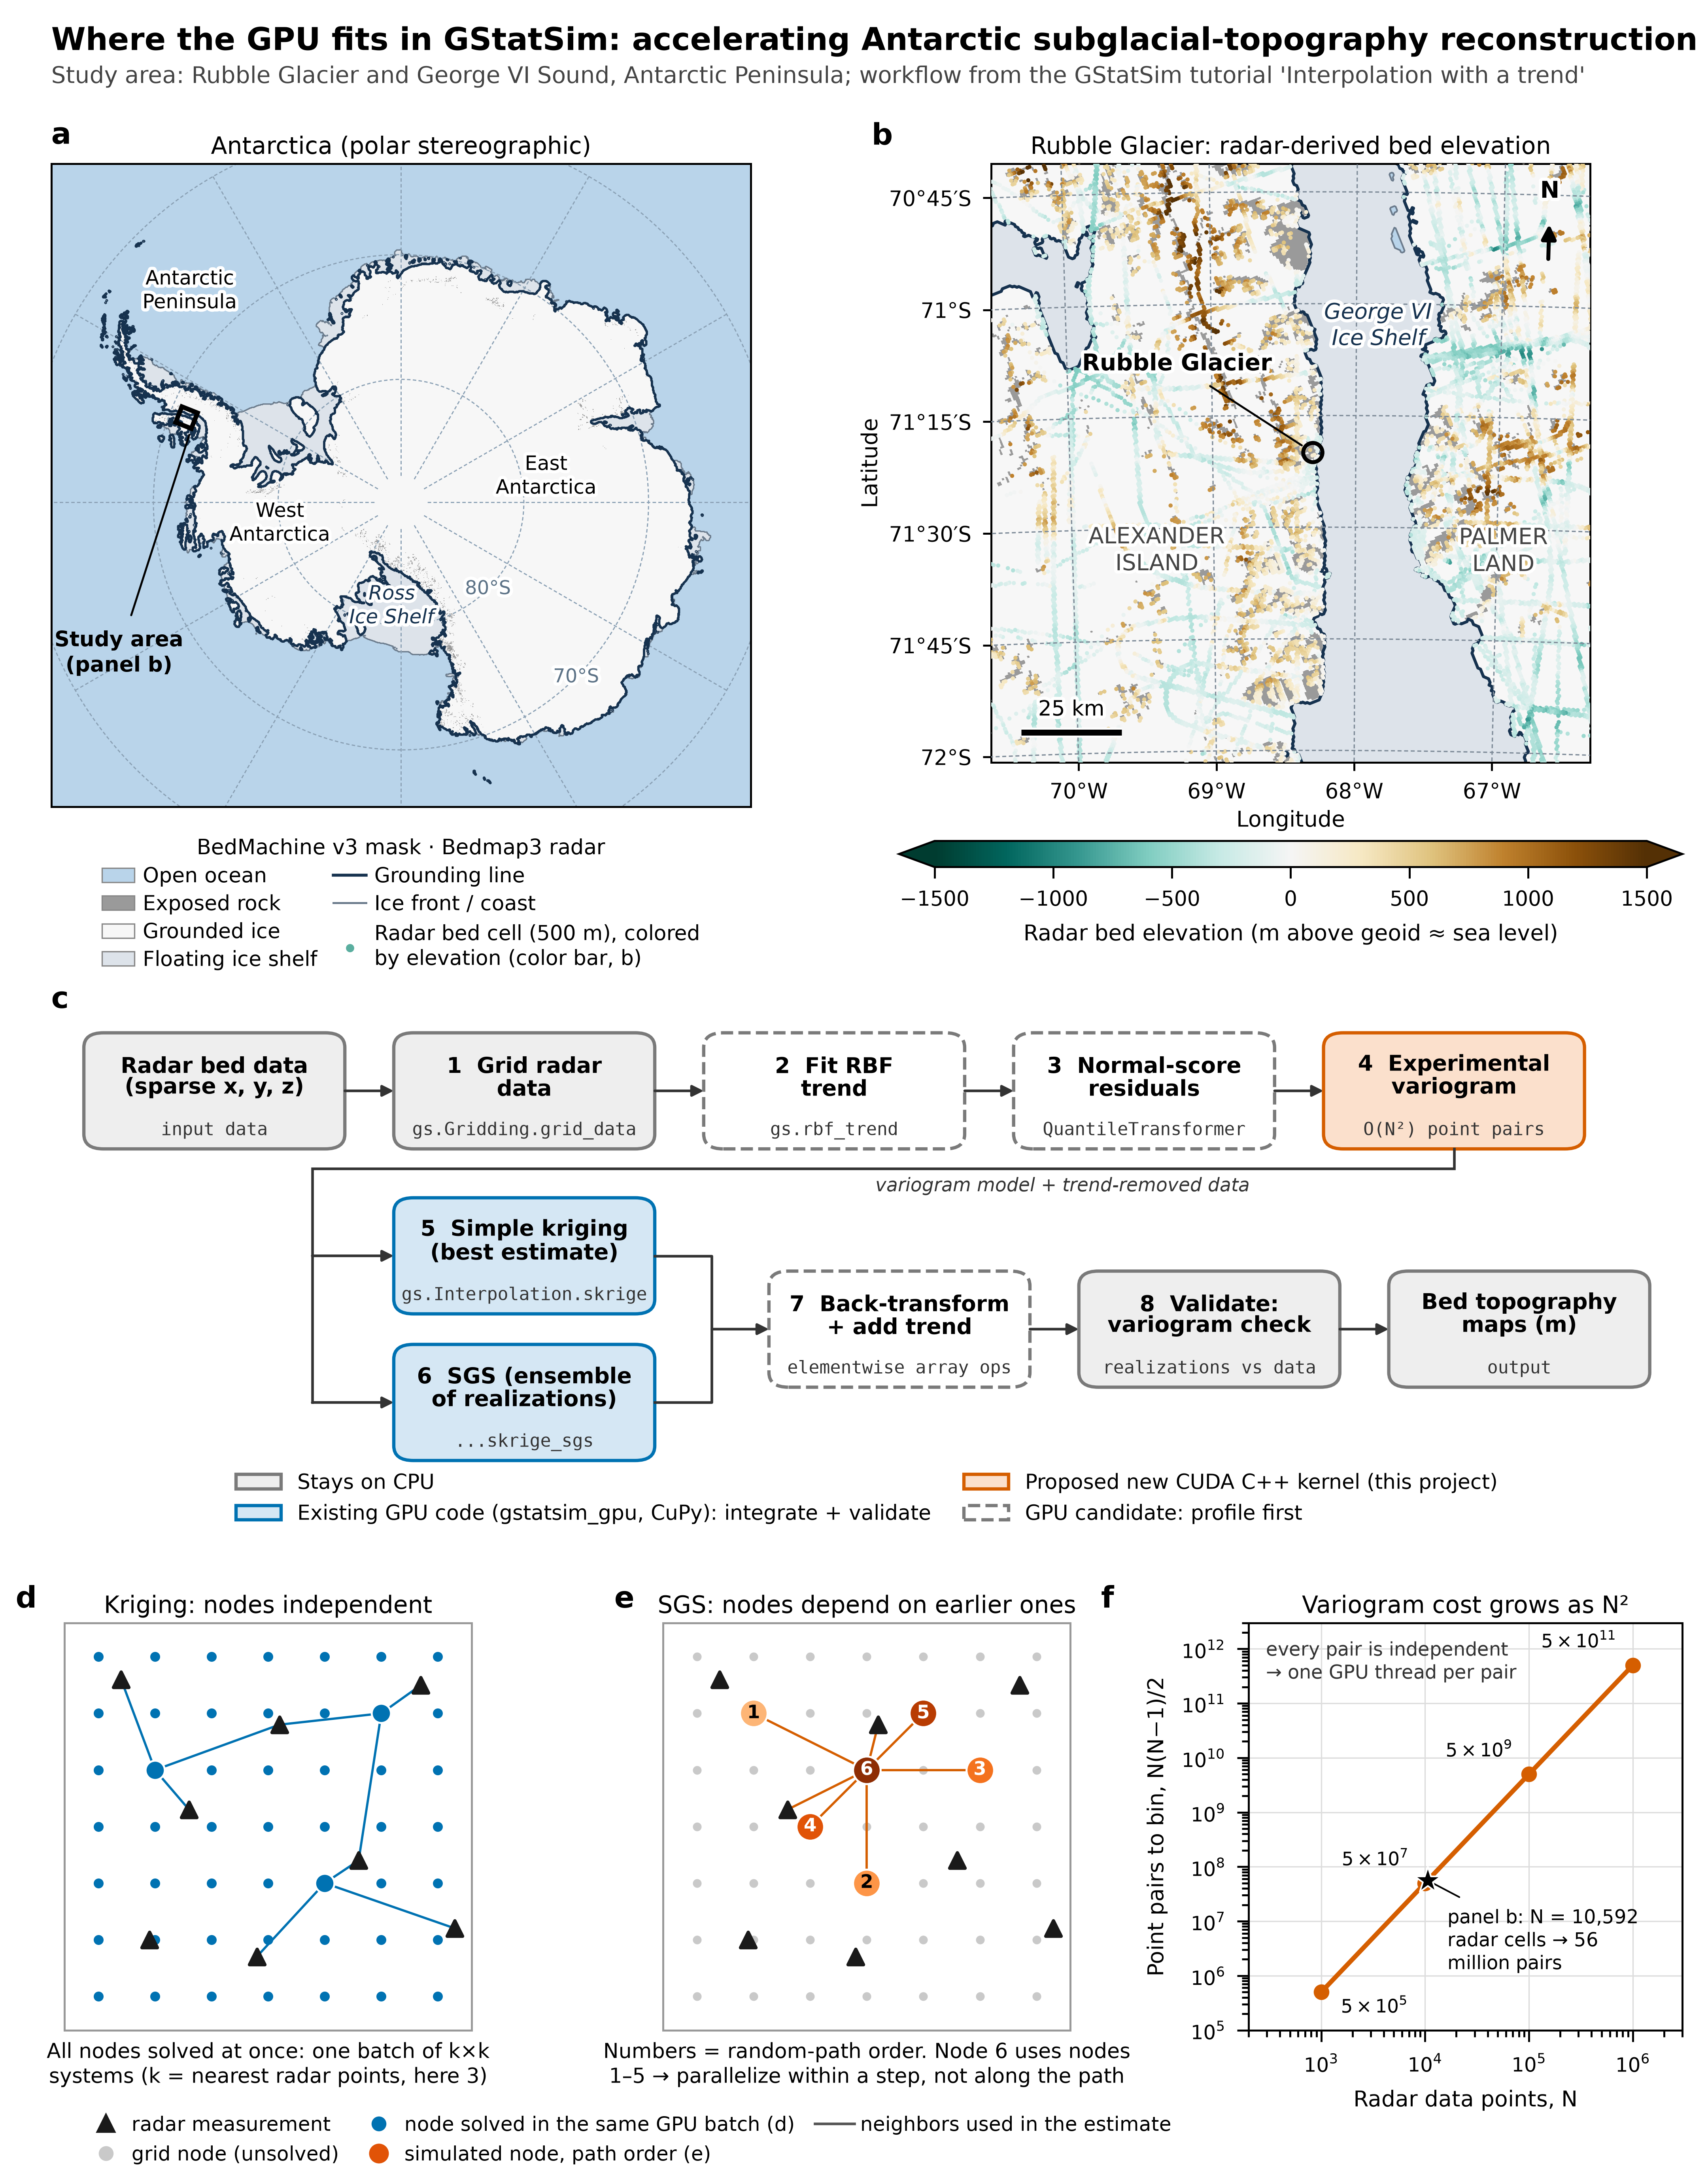 Where the GPU fits in GStatSim: accelerating Antarctic subglacial-topography reconstruction
Study area: Rubble Glacier and George VI Sound, Antarctic Peninsula; workflow from the GStatSim tutorial 'Interpolation with a trend'
a
Antarctica (polar stereographic)
Antarctic
Peninsula
East
Antarctica
West
Antarctica
Ross
Ice Shelf
80°S
70°S
Study area
(panel b)
BedMachine v3 mask · Bedmap3 radar
Open ocean
Exposed rock
Grounded ice
Floating ice shelf
Grounding line
Ice front / coast
Radar bed cell (500 m), colored
by elevation (color bar, b)
b
Rubble Glacier: radar-derived bed elevation
N
George VI
Ice Shelf
Rubble Glacier
ALEXANDER
ISLAND
PALMER
LAND
25 km
Latitude
70°45′S
71°S
71°15′S
71°30′S
71°45′S
72°S
70°W
69°W
68°W
67°W
Longitude
−1500
−1000
−500
0
500
1000
1500
Radar bed elevation (m above geoid ≈ sea level)
c
Radar bed data
(sparse x, y, z)
input data
1 Grid radar
data
gs.Gridding.grid_data
2 Fit RBF
trend
gs.rbf_trend
3 Normal-score
residuals
QuantileTransformer
4 Experimental
variogram
O(N²) point pairs
variogram model + trend-removed data
5 Simple kriging
(best estimate)
gs.Interpolation.skrige
6 SGS (ensemble
of realizations)
...skrige_sgs
7 Back-transform
+ add trend
elementwise array ops
8 Validate:
variogram check
realizations vs data
Bed topography
maps (m)
output
Stays on CPU
Existing GPU code (gstatsim_gpu, CuPy): integrate + validate
Proposed new CUDA C++ kernel (this project)
GPU candidate: profile first
d
Kriging: nodes independent
All nodes solved at once: one batch of k×k
systems (k = nearest radar points, here 3)
e
SGS: nodes depend on earlier ones
1
5
6
3
4
2
Numbers = random-path order. Node 6 uses nodes
1–5 → parallelize within a step, not along the path
radar measurement
grid node (unsolved)
node solved in the same GPU batch (d)
simulated node, path order (e)
neighbors used in the estimate
f
Variogram cost grows as N²
every pair is independent
→ one GPU thread per pair
5 × 10¹¹
5 × 10⁹
5 × 10⁷
5 × 10⁵
panel b: N = 10,592
radar cells → 56
million pairs
Point pairs to bin, N(N−1)/2
10¹²
10¹¹
10¹⁰
10⁹
10⁸
10⁷
10⁶
10⁵
10³
10⁴
10⁵
10⁶
Radar data points, N